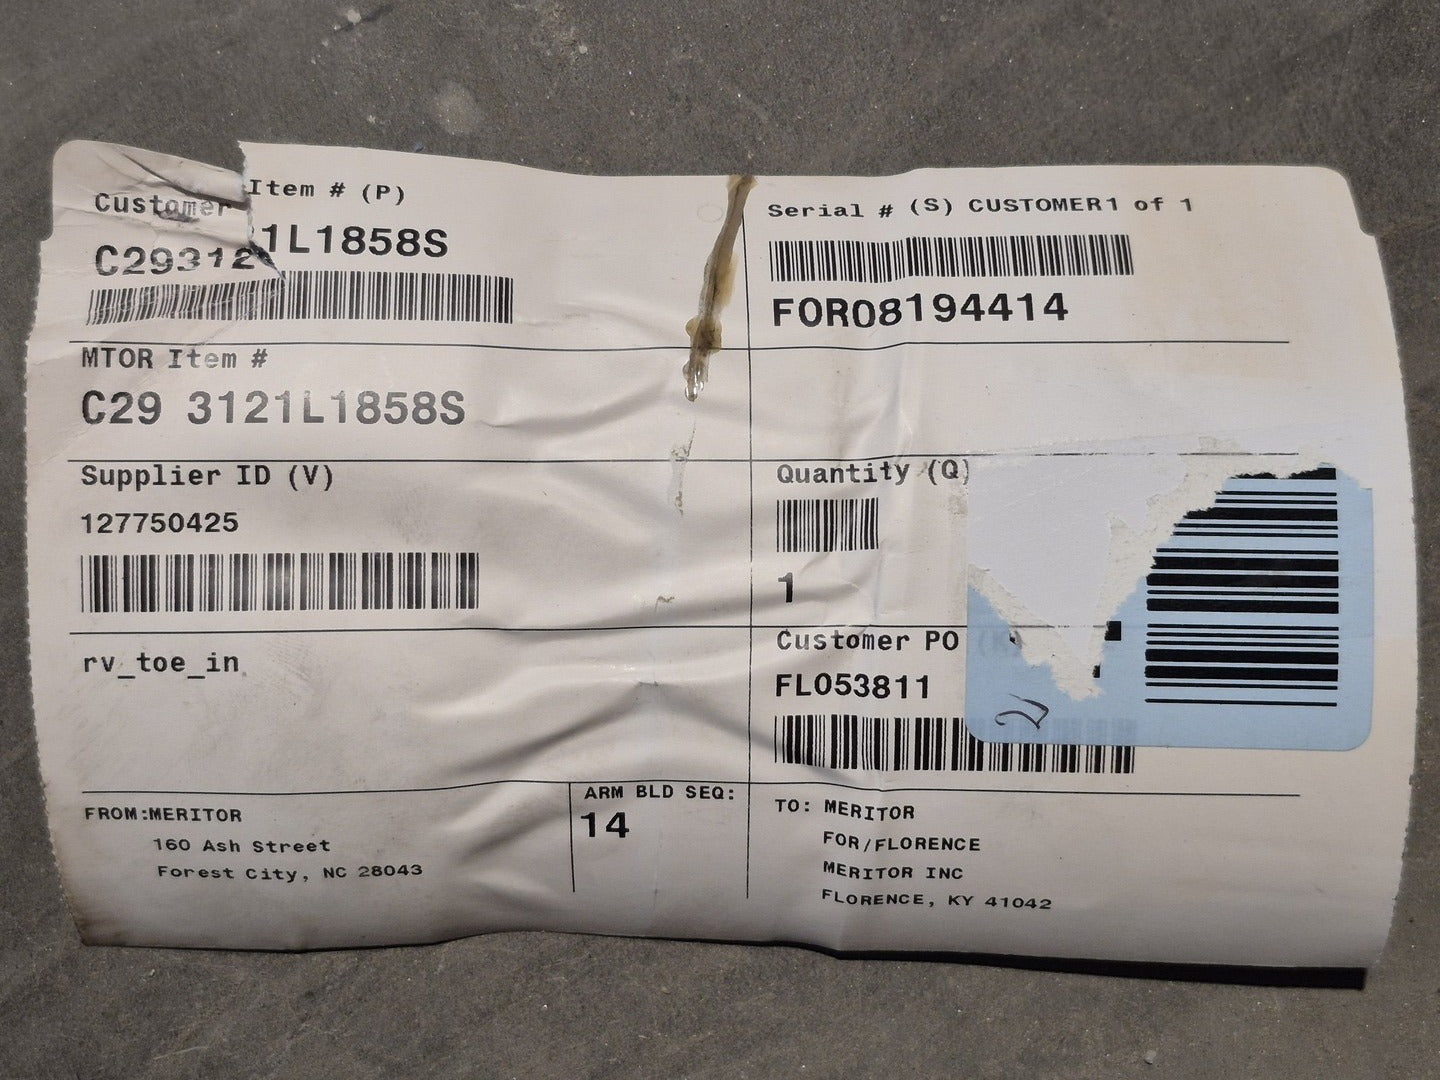 Customer Item # (P)
C293121L1858S
MTOR Item #
C29 3121L1858S
Supplier ID (V)
127750425
rv_toe_in
FROM:MERITOR
160 Ash Street
Forest City, NC 28043
ARM BLD SEQ:
14
Serial # (S) CUSTOMER1 of 1
FOR08194414
Quantity (Q)
1
Customer PO (K)
FL053811
TO: MERITOR
FOR/FLORENCE
MERITOR INC
FLORENCE, KY 41042